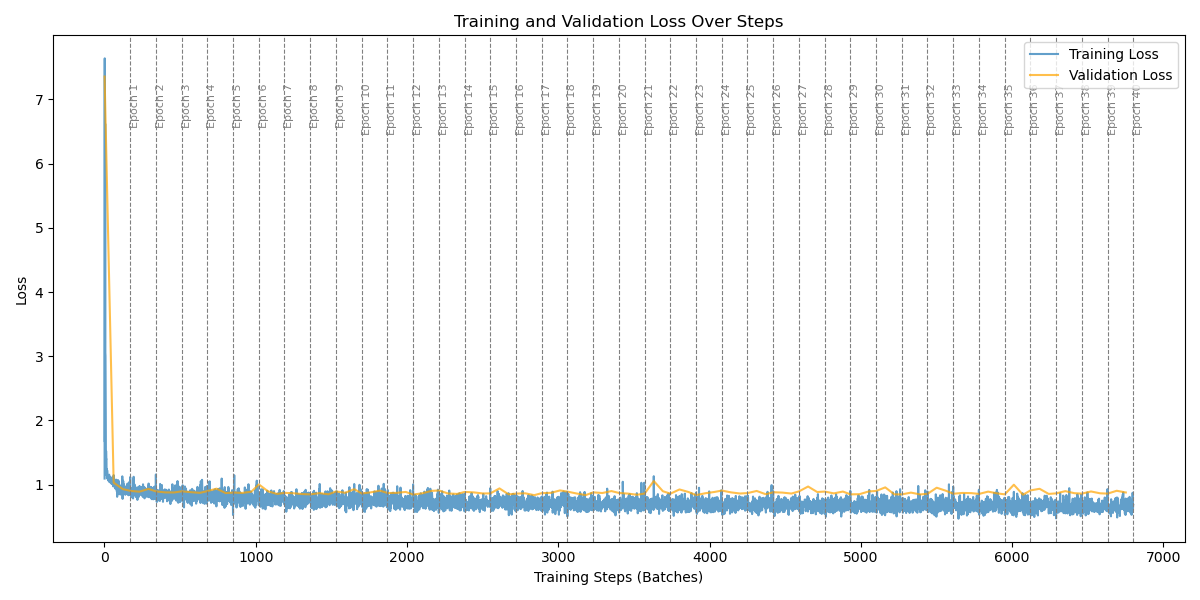 Training and Validation Loss Over Steps
Training Loss
Validation Loss
Epoch 1
Epoch 2
Epoch 3
Epoch 4
Epoch 5
Epoch 6
Epoch 7
Epoch 8
Epoch 9
Epoch 10
Epoch 11
Epoch 12
Epoch 13
Epoch 14
Epoch 15
Epoch 16
Epoch 17
Epoch 18
Epoch 19
Epoch 20
Epoch 21
Epoch 22
Epoch 23
Epoch 24
Epoch 25
Epoch 26
Epoch 27
Epoch 28
Epoch 29
Epoch 30
Epoch 31
Epoch 32
Epoch 33
Epoch 34
Epoch 35
Epoch
Epoch
Epoch
Epoch
Epoch
7
6
5
4
3
2
1
Loss
0
1000
2000
3000
4000
5000
6000
7000
Training Steps (Batches)